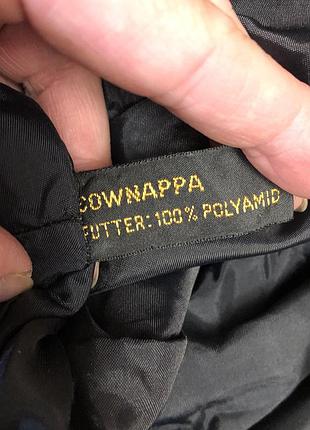 COWNAPPA
FUTTER: 100% POLYAMID